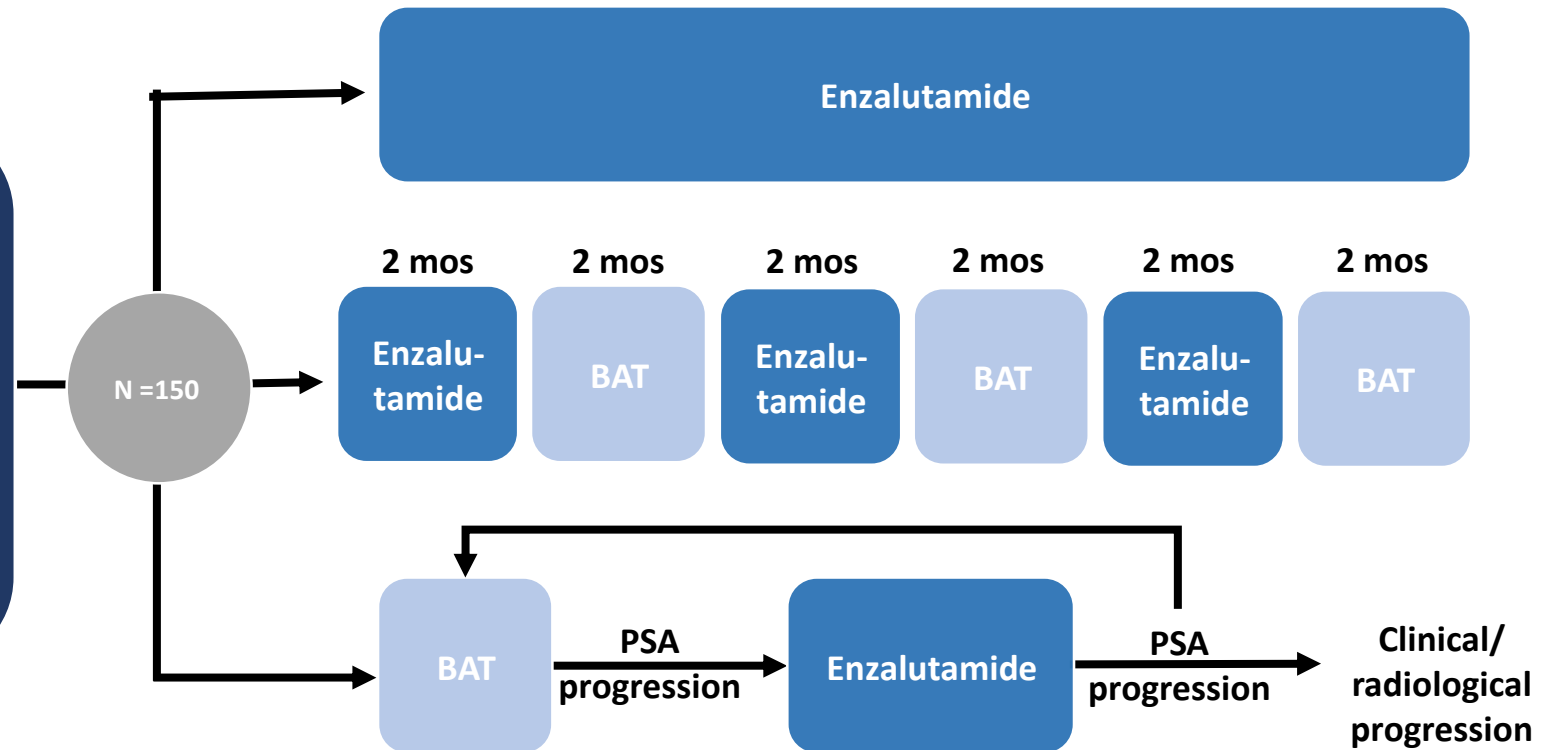 Enzalutamide
2 mos
2 mos
2 mos
2 mos
2 mos
2 mos
Enzalu-
tamide
BAT
Enzalu-
tamide
BAT
Enzalu-
tamide
BAT
N =150
BAT
PSA
progression
Enzalutamide
PSA
progression
Clinical/
radiological
progression